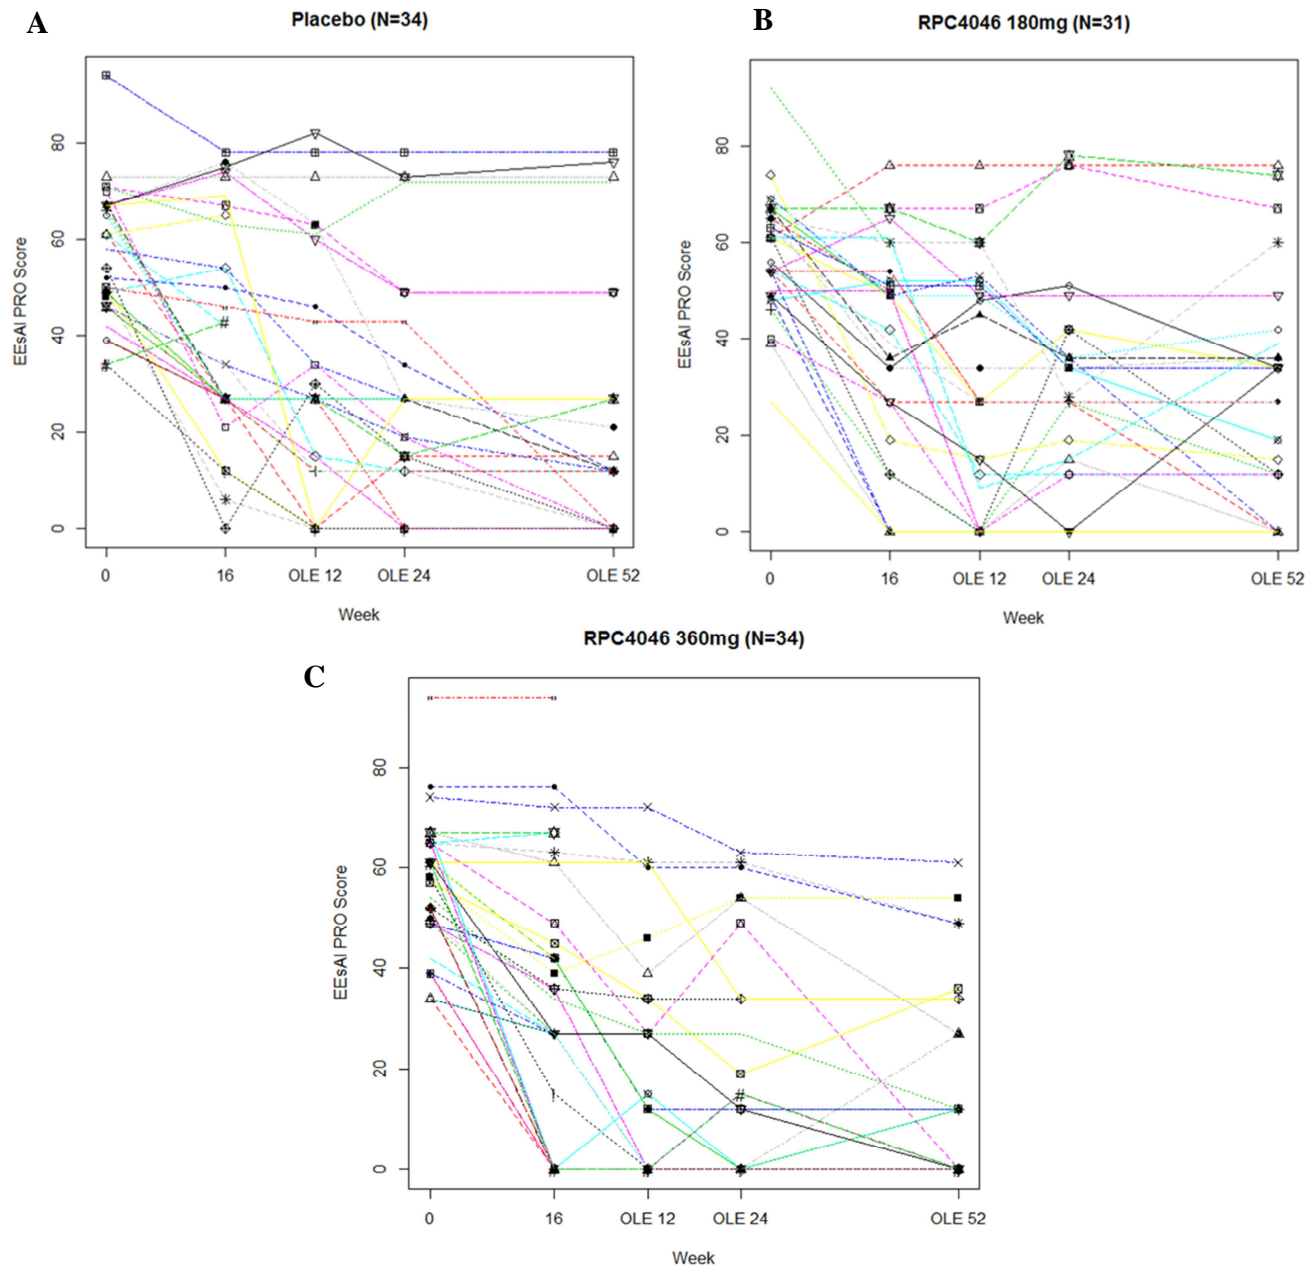 A
Placebo (N=34)
EEsAI PRO Score
80
60
40
20
0
0 16 OLE 12 OLE 24 OLE 52
Week
B
RPC4046 180mg (N=31)
EEsAI PRO Score
80
60
40
20
0
0 16 OLE 12 OLE 24 OLE 52
Week
C
RPC4046 360mg (N=34)
EEsAI PRO Score
80
60
40
20
0
0 16 OLE 12 OLE 24 OLE 52
Week